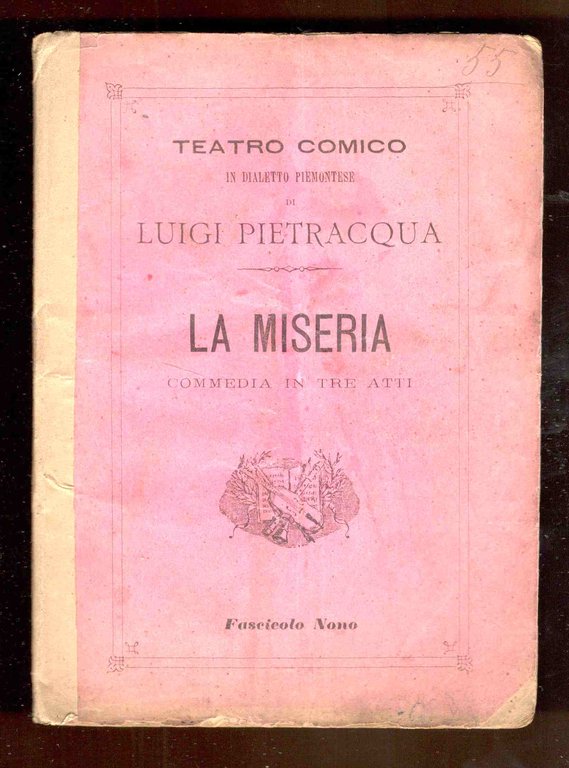 55
TEATRO COMICO
IN DIALETTO PIEMONTESE
DI
LUIGI PIETRACQUA
LA MISERIA
COMMEDIA IN TRE ATTI
Fascicolo Nono